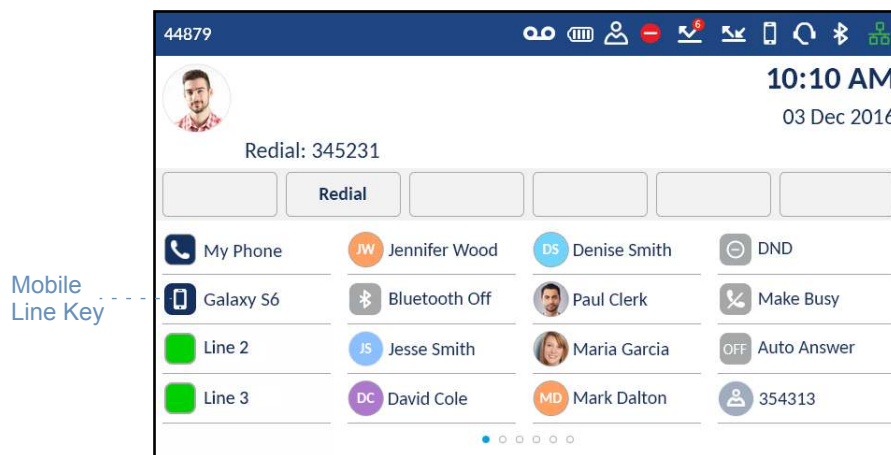 44879
6
10:10 AM
03 Dec 2016
Redial: 345231
Redial
My Phone
JW Jennifer Wood
DS Denise Smith
DND
Mobile
Line Key
Galaxy S6
Bluetooth Off
Paul Clerk
Make Busy
Line 2
JS Jesse Smith
Maria Garcia
OFF Auto Answer
Line 3
DC David Cole
MD Mark Dalton
354313